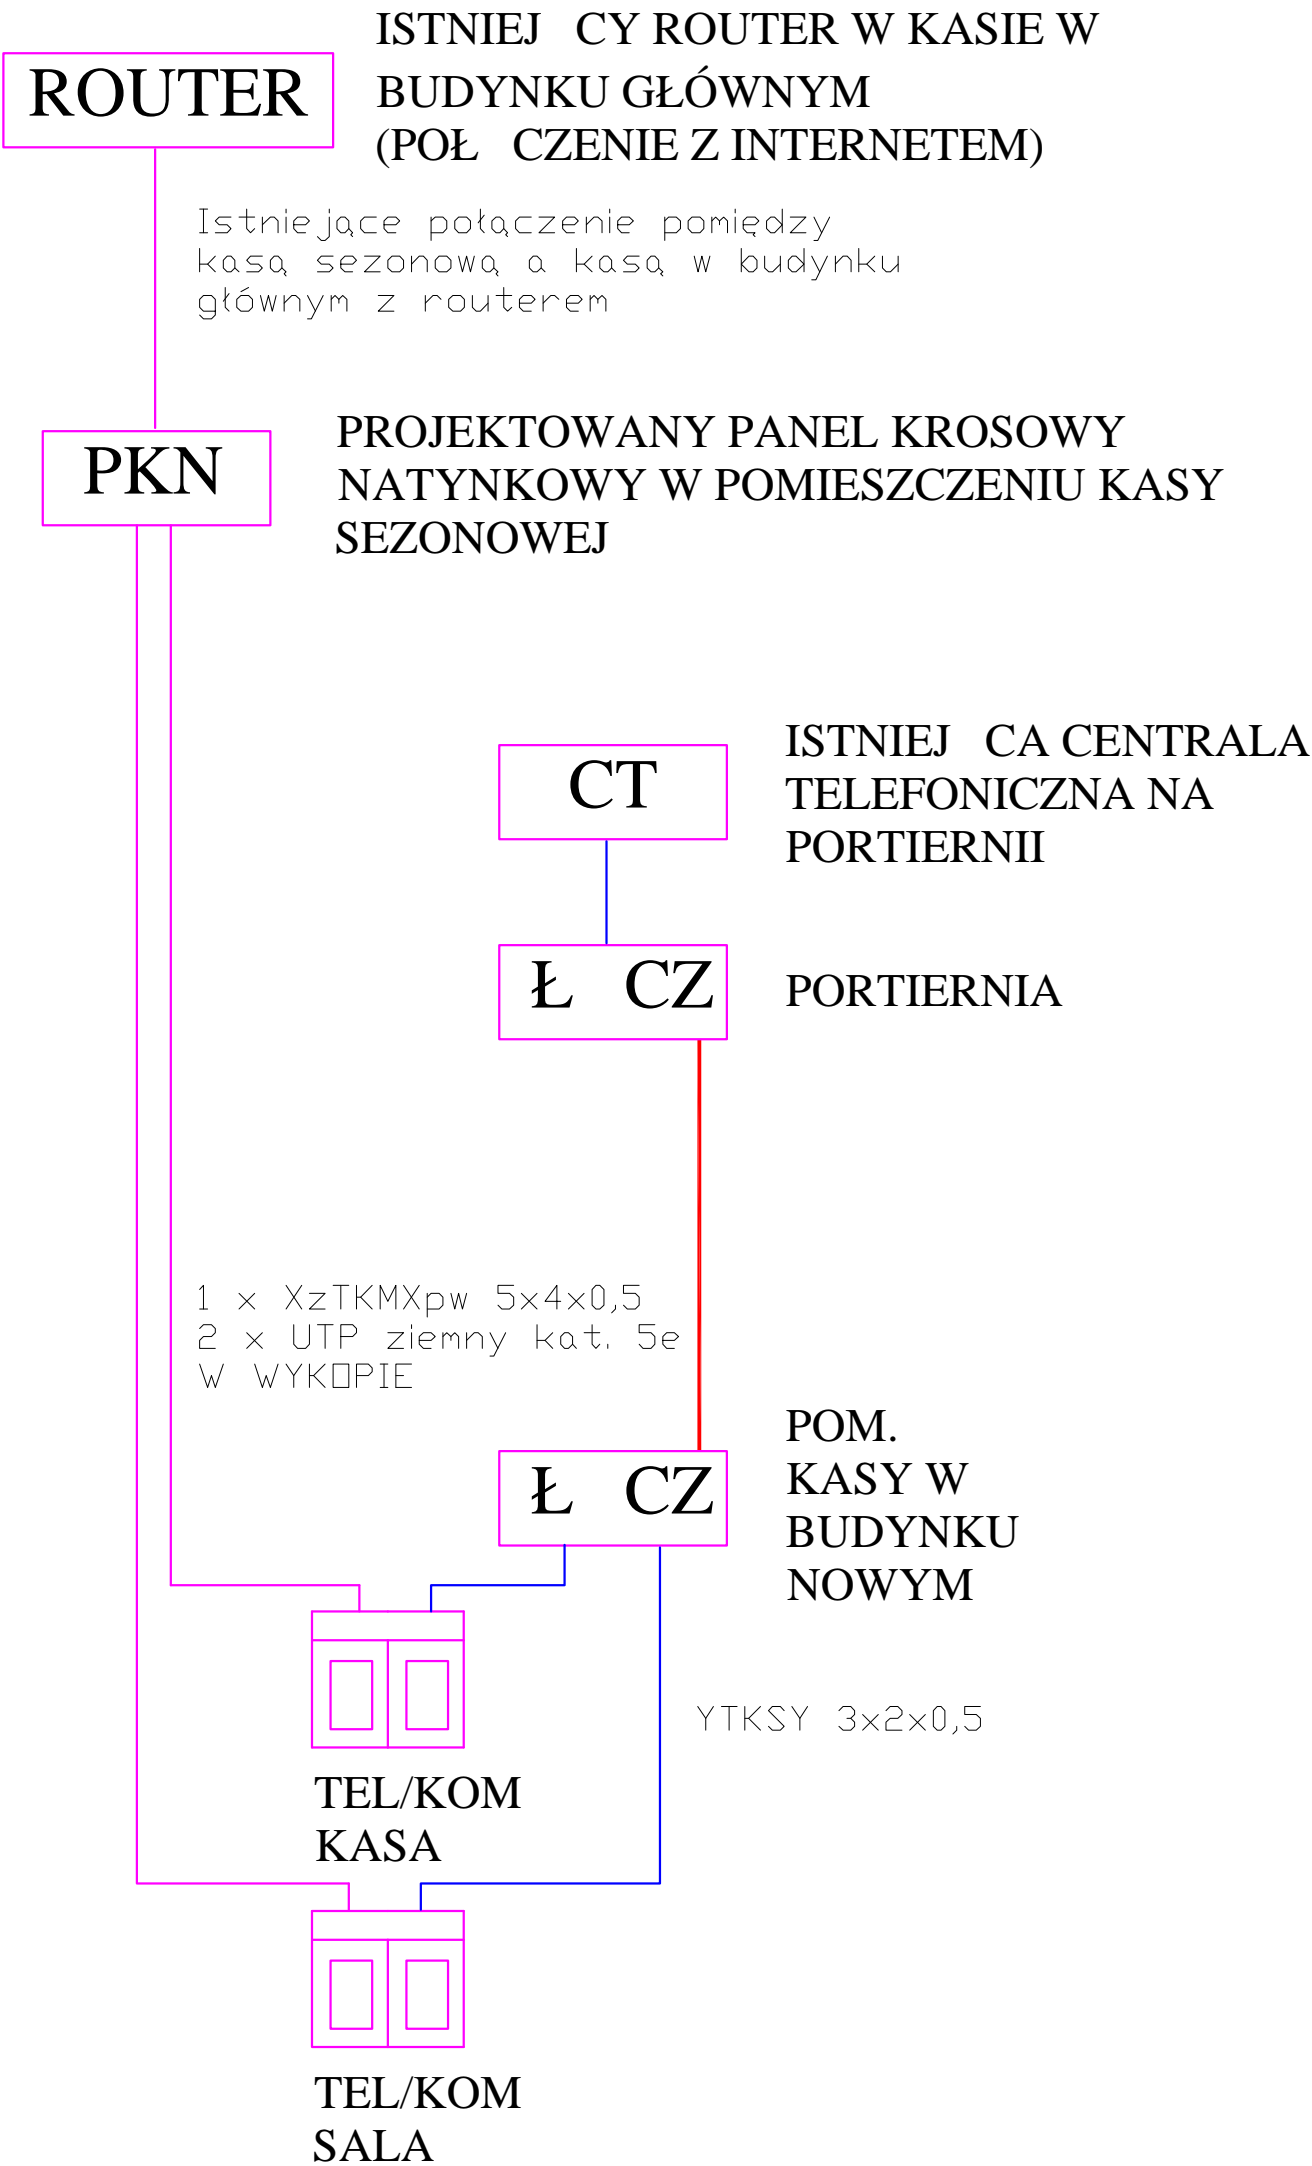 ISTNIEJ CY ROUTER W KASIE W
BUDYNKU GŁÓWNYM
(POŁ CZENIE Z INTERNETEM)
ROUTER
Istniejące połączenie pomiędzy
kasą sezonową a kasą w budynku
głównym z routerem
PKN
PROJEKTOWANY PANEL KROSOWY
NATYNKOWY W POMIESZCZENIU KASY
SEZONOWEJ
CT
ISTNIEJ CA CENTRALA
TELEFONICZNA NA
PORTIERNII
Ł CZ
PORTIERNIA
1 x XzTKMXpw 5x4x0,5
2 x UTP ziemny kat. 5e
W WYKOPIE
Ł CZ
POM.
KASY W
BUDYNKU
NOWYM
YTKSY 3x2x0,5
TEL/KOM
KASA
TEL/KOM
SALA